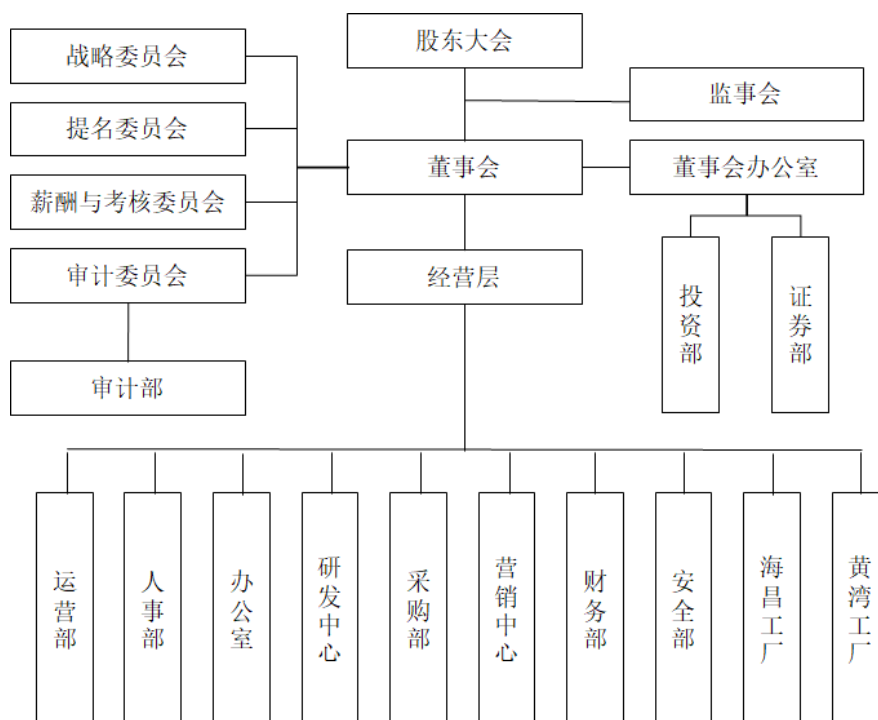 股东大会
战略委员会
监事会
提名委员会
董事会
董事会办公室
薪酬与考核委员会
审计委员会
经营层
投资部
证券部
审计部
运营部
人事部
办公室
研发中心
采购部
营销中心
财务部
安全部
海昌工厂
黄湾工厂